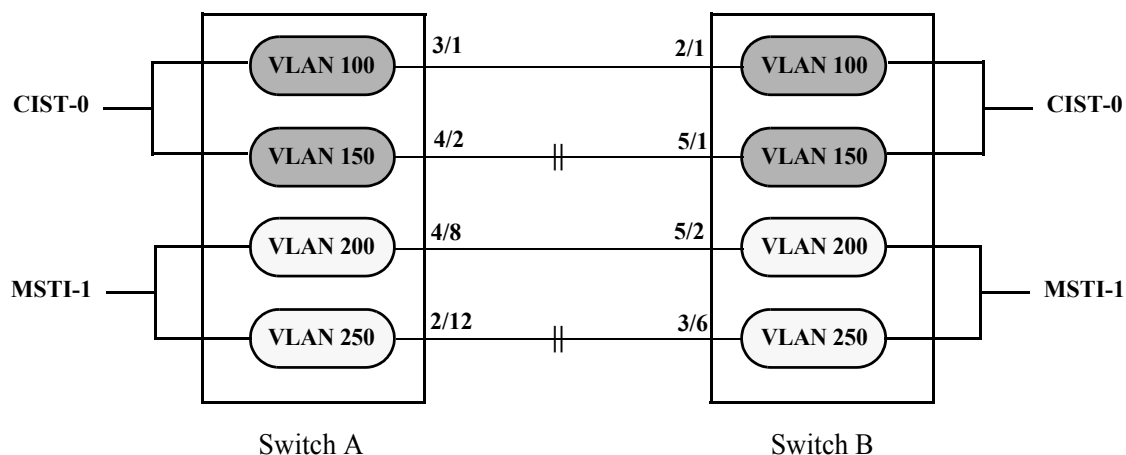 3/1 2/1
VLAN 100 VLAN 100
CIST-0 CIST-0
4/2 5/1
VLAN 150 VLAN 150
4/8 5/2
VLAN 200 VLAN 200
MSTI-1 MSTI-1
2/12 3/6
VLAN 250 VLAN 250
Switch A Switch B